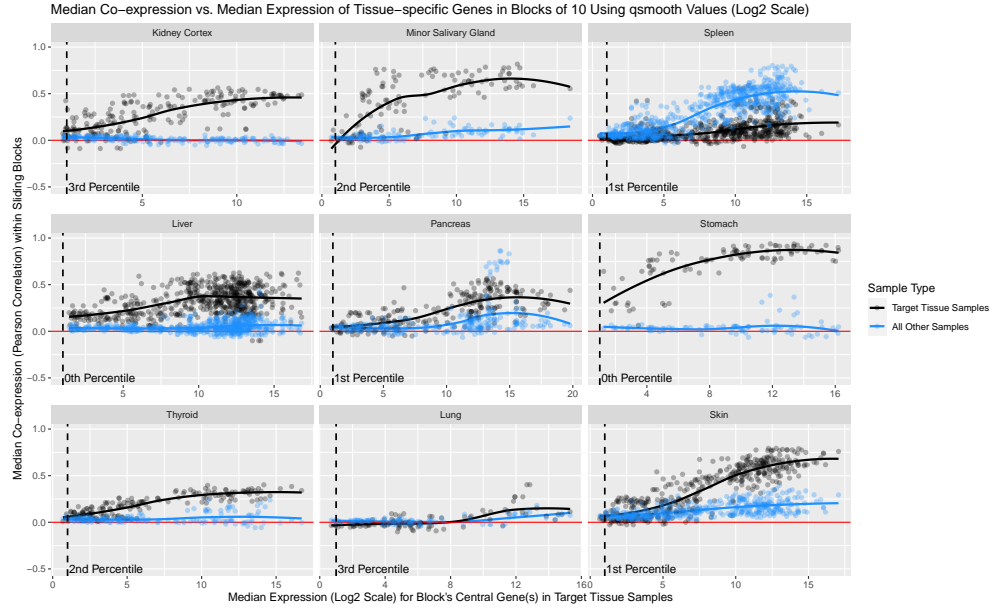 Median Co−expression vs. Median Expression of Tissue−specific Genes in Blocks of 10 Using qsmooth Values (Log2 Scale)
Median Co−expression (Pearson Correlation) within Sliding Blocks
Kidney Cortex
Minor Salivary Gland
Spleen
1.0
0.5
0.0
−0.5
3rd Percentile
2nd Percentile
1st Percentile
5 10
0 5 10 15
0 5 10 15
Liver
Pancreas
Stomach
1.0
0.5
0.0
−0.5
0th Percentile
1st Percentile
0th Percentile
5 10 15
0 5 10 15 20
4 8 12 16
Thyroid
Lung
Skin
1.0
0.5
0.0
−0.5
2nd Percentile
3rd Percentile
1st Percentile
0 5 10 15
4 8 12 16
0 5 10 15
Median Expression (Log2 Scale) for Block's Central Gene(s) in Target Tissue Samples
Sample Type
Target Tissue Samples
All Other Samples